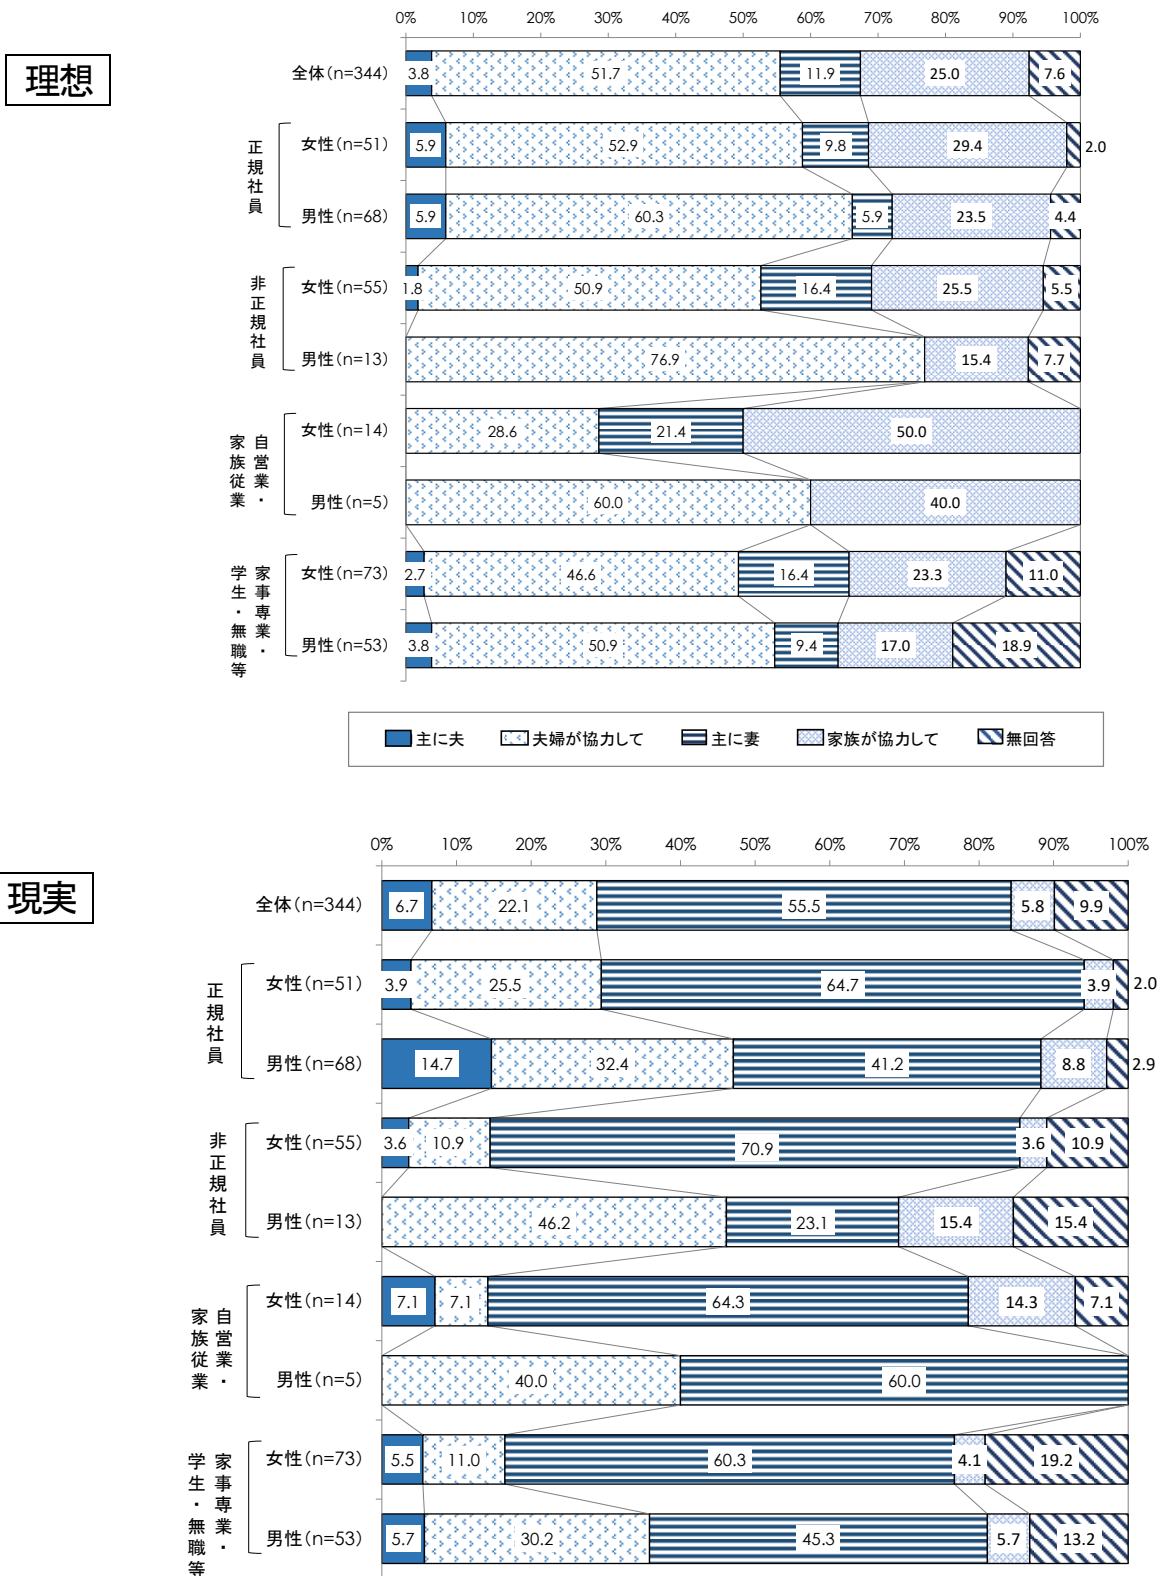 理想
0% 10% 20% 30% 40% 50% 60% 70% 80% 90% 100%
全体(n=344) 3.8 51.7 11.9 25.0 7.6
正規社員
女性(n=51) 5.9 52.9 9.8 29.4 2.0
男性(n=68) 5.9 60.3 5.9 23.5 4.4
非正規社員
女性(n=55) 1.8 50.9 16.4 25.5 5.5
男性(n=13) 76.9 15.4 7.7
自営業・家族従業
女性(n=14) 28.6 21.4 50.0
男性(n=5) 60.0 40.0
家事専業・学生・無職等
女性(n=73) 2.7 46.6 16.4 23.3 11.0
男性(n=53) 3.8 50.9 9.4 17.0 18.9
主に夫 夫婦が協力して 主に妻 家族が協力して 無回答
現実
0% 10% 20% 30% 40% 50% 60% 70% 80% 90% 100%
全体(n=344) 6.7 22.1 55.5 5.8 9.9
正規社員
女性(n=51) 3.9 25.5 64.7 3.9 2.0
男性(n=68) 14.7 32.4 41.2 8.8 2.9
非正規社員
女性(n=55) 3.6 10.9 70.9 3.6 10.9
男性(n=13) 46.2 23.1 15.4 15.4
自営業・家族従業
女性(n=14) 7.1 7.1 64.3 14.3 7.1
男性(n=5) 40.0 60.0
家事専業・学生・無職等
女性(n=73) 5.5 11.0 60.3 4.1 19.2
男性(n=53) 5.7 30.2 45.3 5.7 13.2